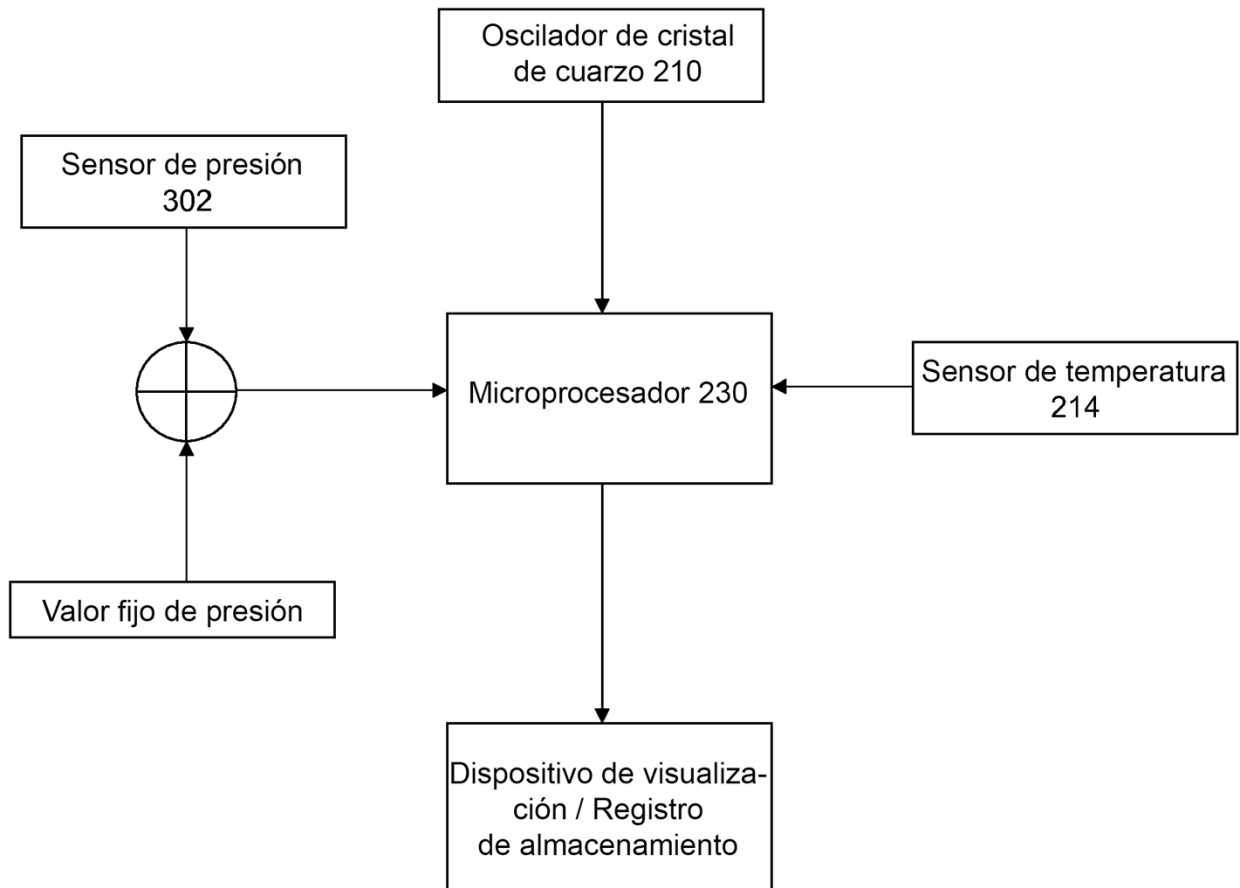 Oscilador de cristal
de cuarzo 210
Sensor de presión
302
Microprocesador 230
Sensor de temperatura
214
Valor fijo de presión
Dispositivo de visualiza-
ción / Registro
de almacenamiento